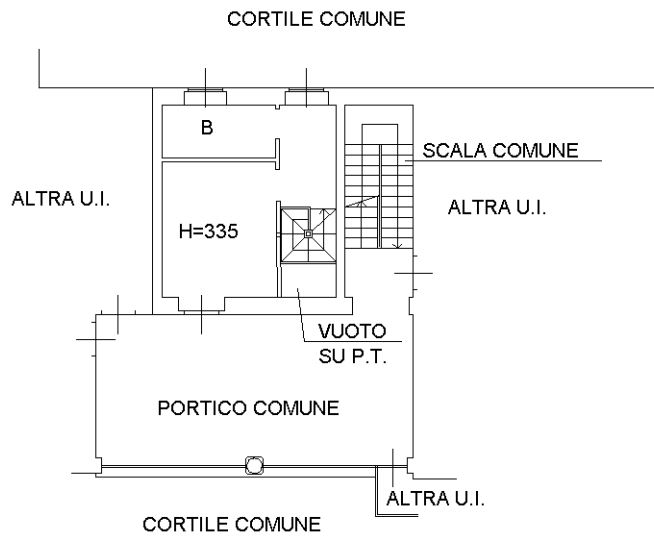 CORTILE COMUNE
B
SCALA COMUNE
ALTRA U.I.
ALTRA U.I.
H=335
VUOTO
SU P.T.
PORTICO COMUNE
ALTRA U.I.
CORTILE COMUNE